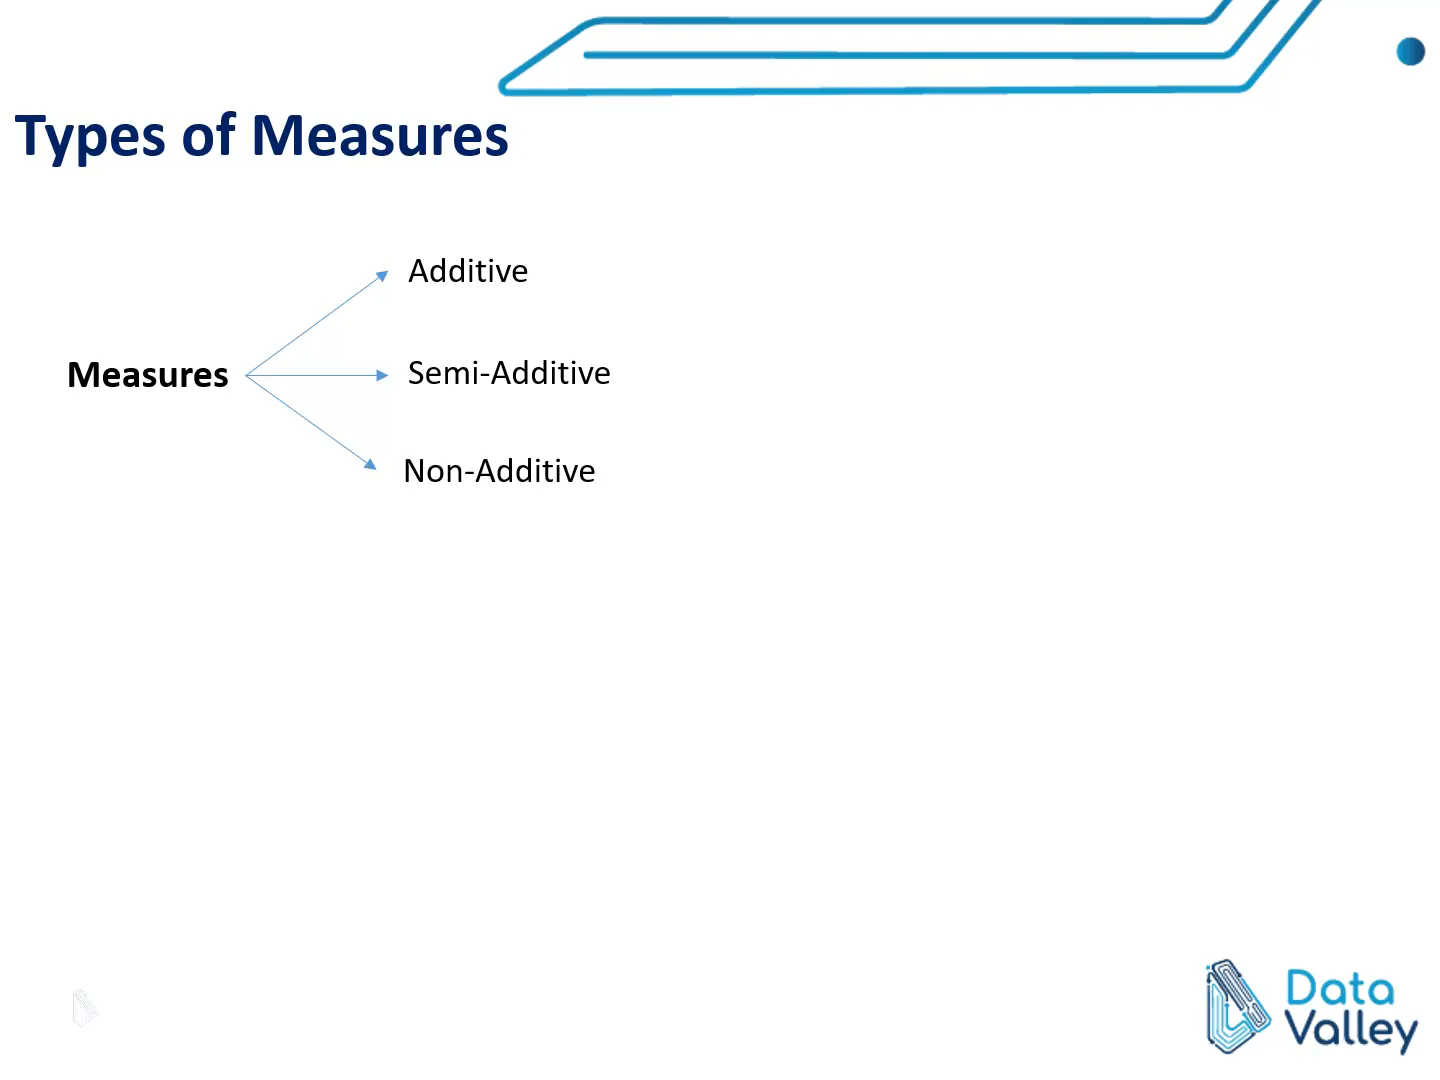 Types of Measures
Additive
Measures
Semi-Additive
Non-Additive
Data
Valley